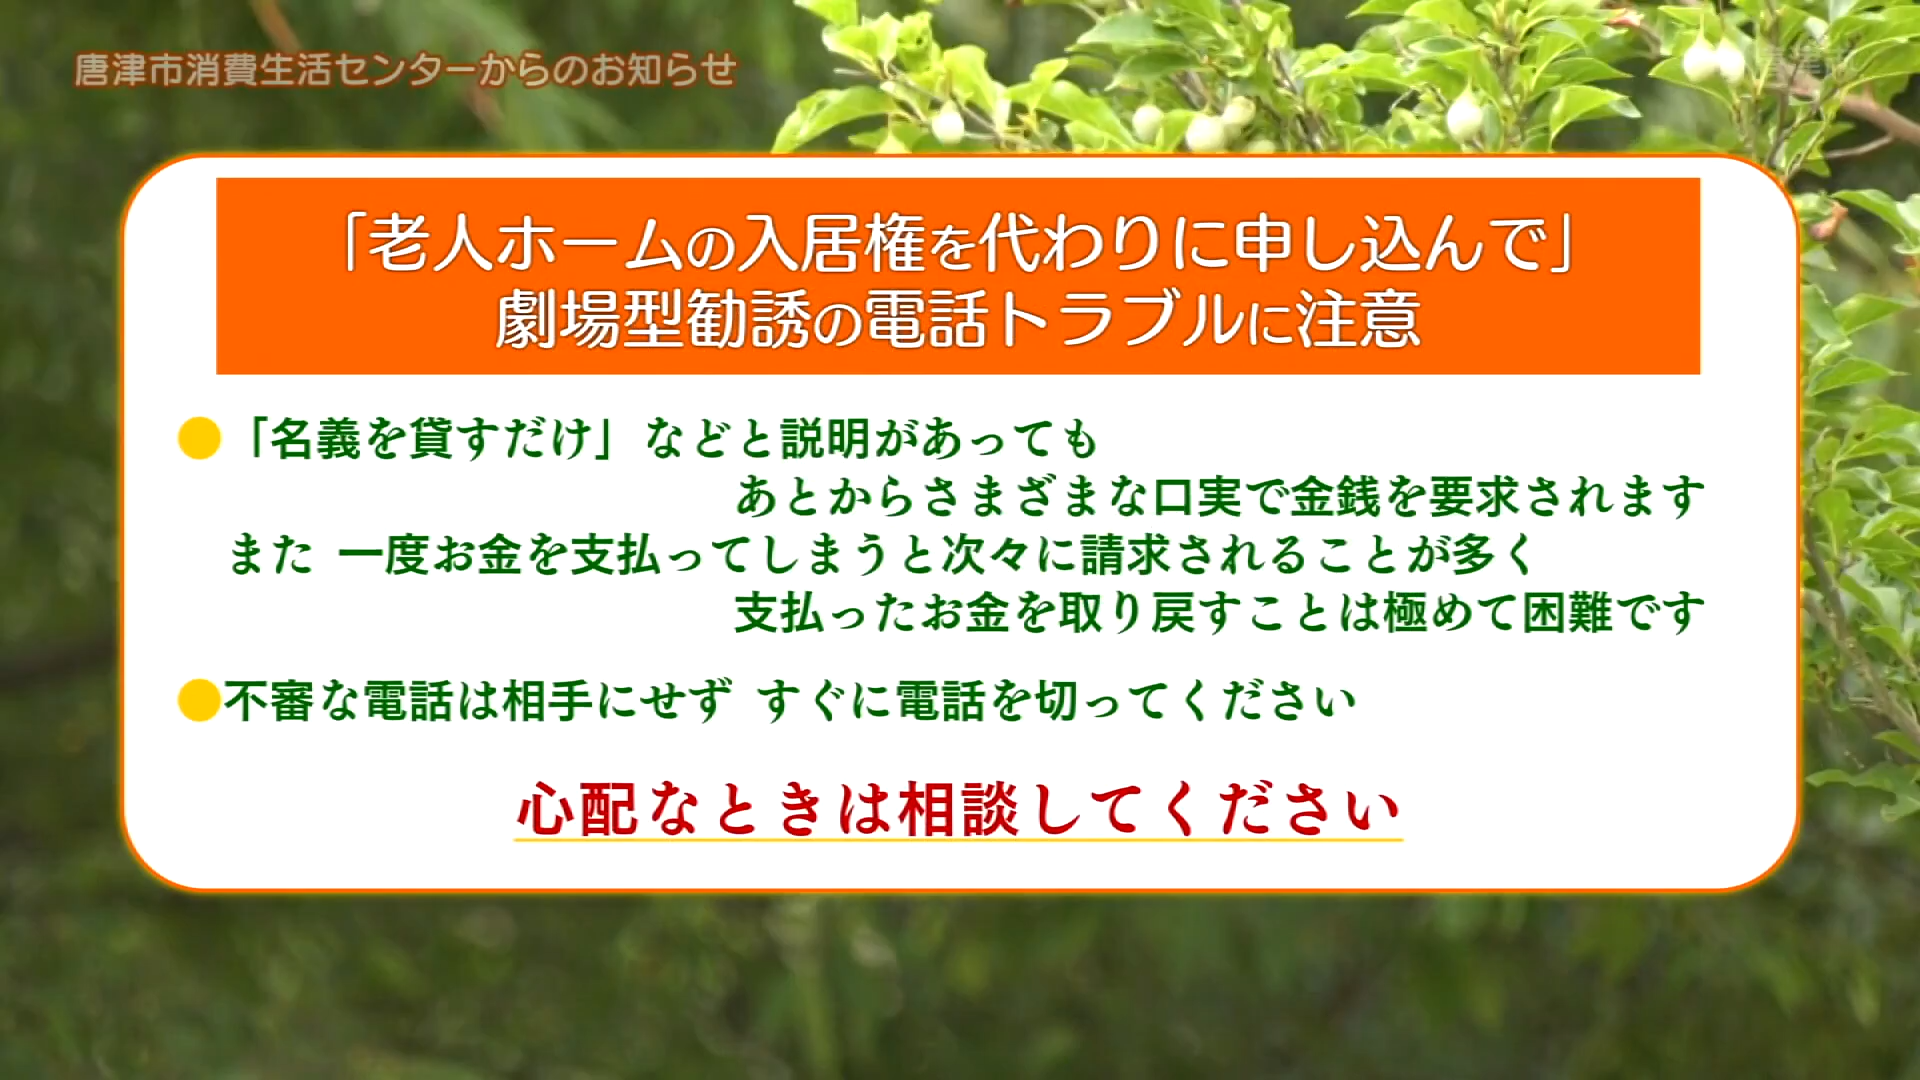 唐津市消費生活センターからのお知らせ
「老人ホームの入居権を代わりに申し込んで」
劇場型勧誘の電話トラブルに注意
●「名義を貸すだけ」などと説明があっても
あとからさまざまな口実で金銭を要求されます
また 一度お金を支払ってしまうと次々に請求されることが多く
支払ったお金を取り戻すことは極めて困難です
●不審な電話は相手にせず すぐに電話を切ってください
心配なときは相談してください